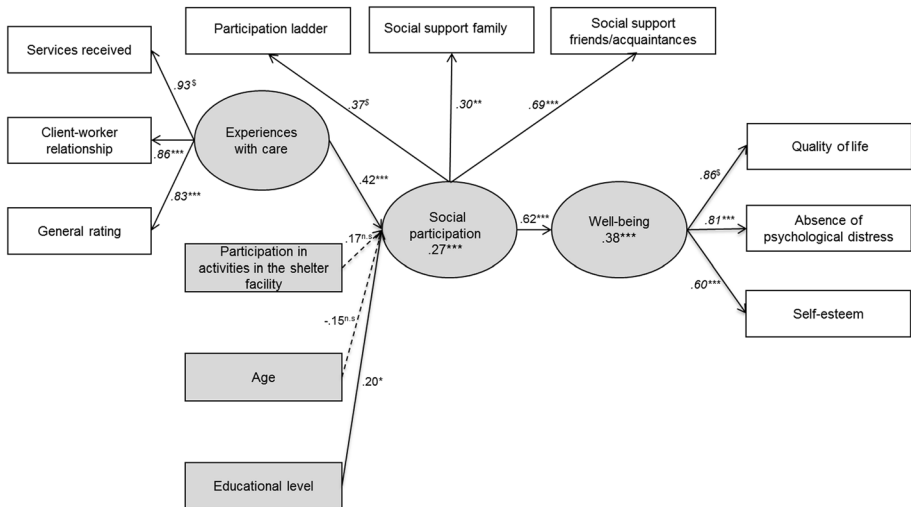 Participation ladder
Social support family
Social support
friends/acquaintances
Services received
.93$
.37$
.30**
.69***
Client-worker
relationship
.86***
Experiences
with care
.83***
General rating
.42***
Quality of life
.86$
Social
participation
.27***
.62***
Well-being
.38***
.81***
Absence of
psychological distress
.60***
Self-esteem
.17n.s
Participation in
activities in the shelter
facility
-.15n.s
Age
.20*
Educational level